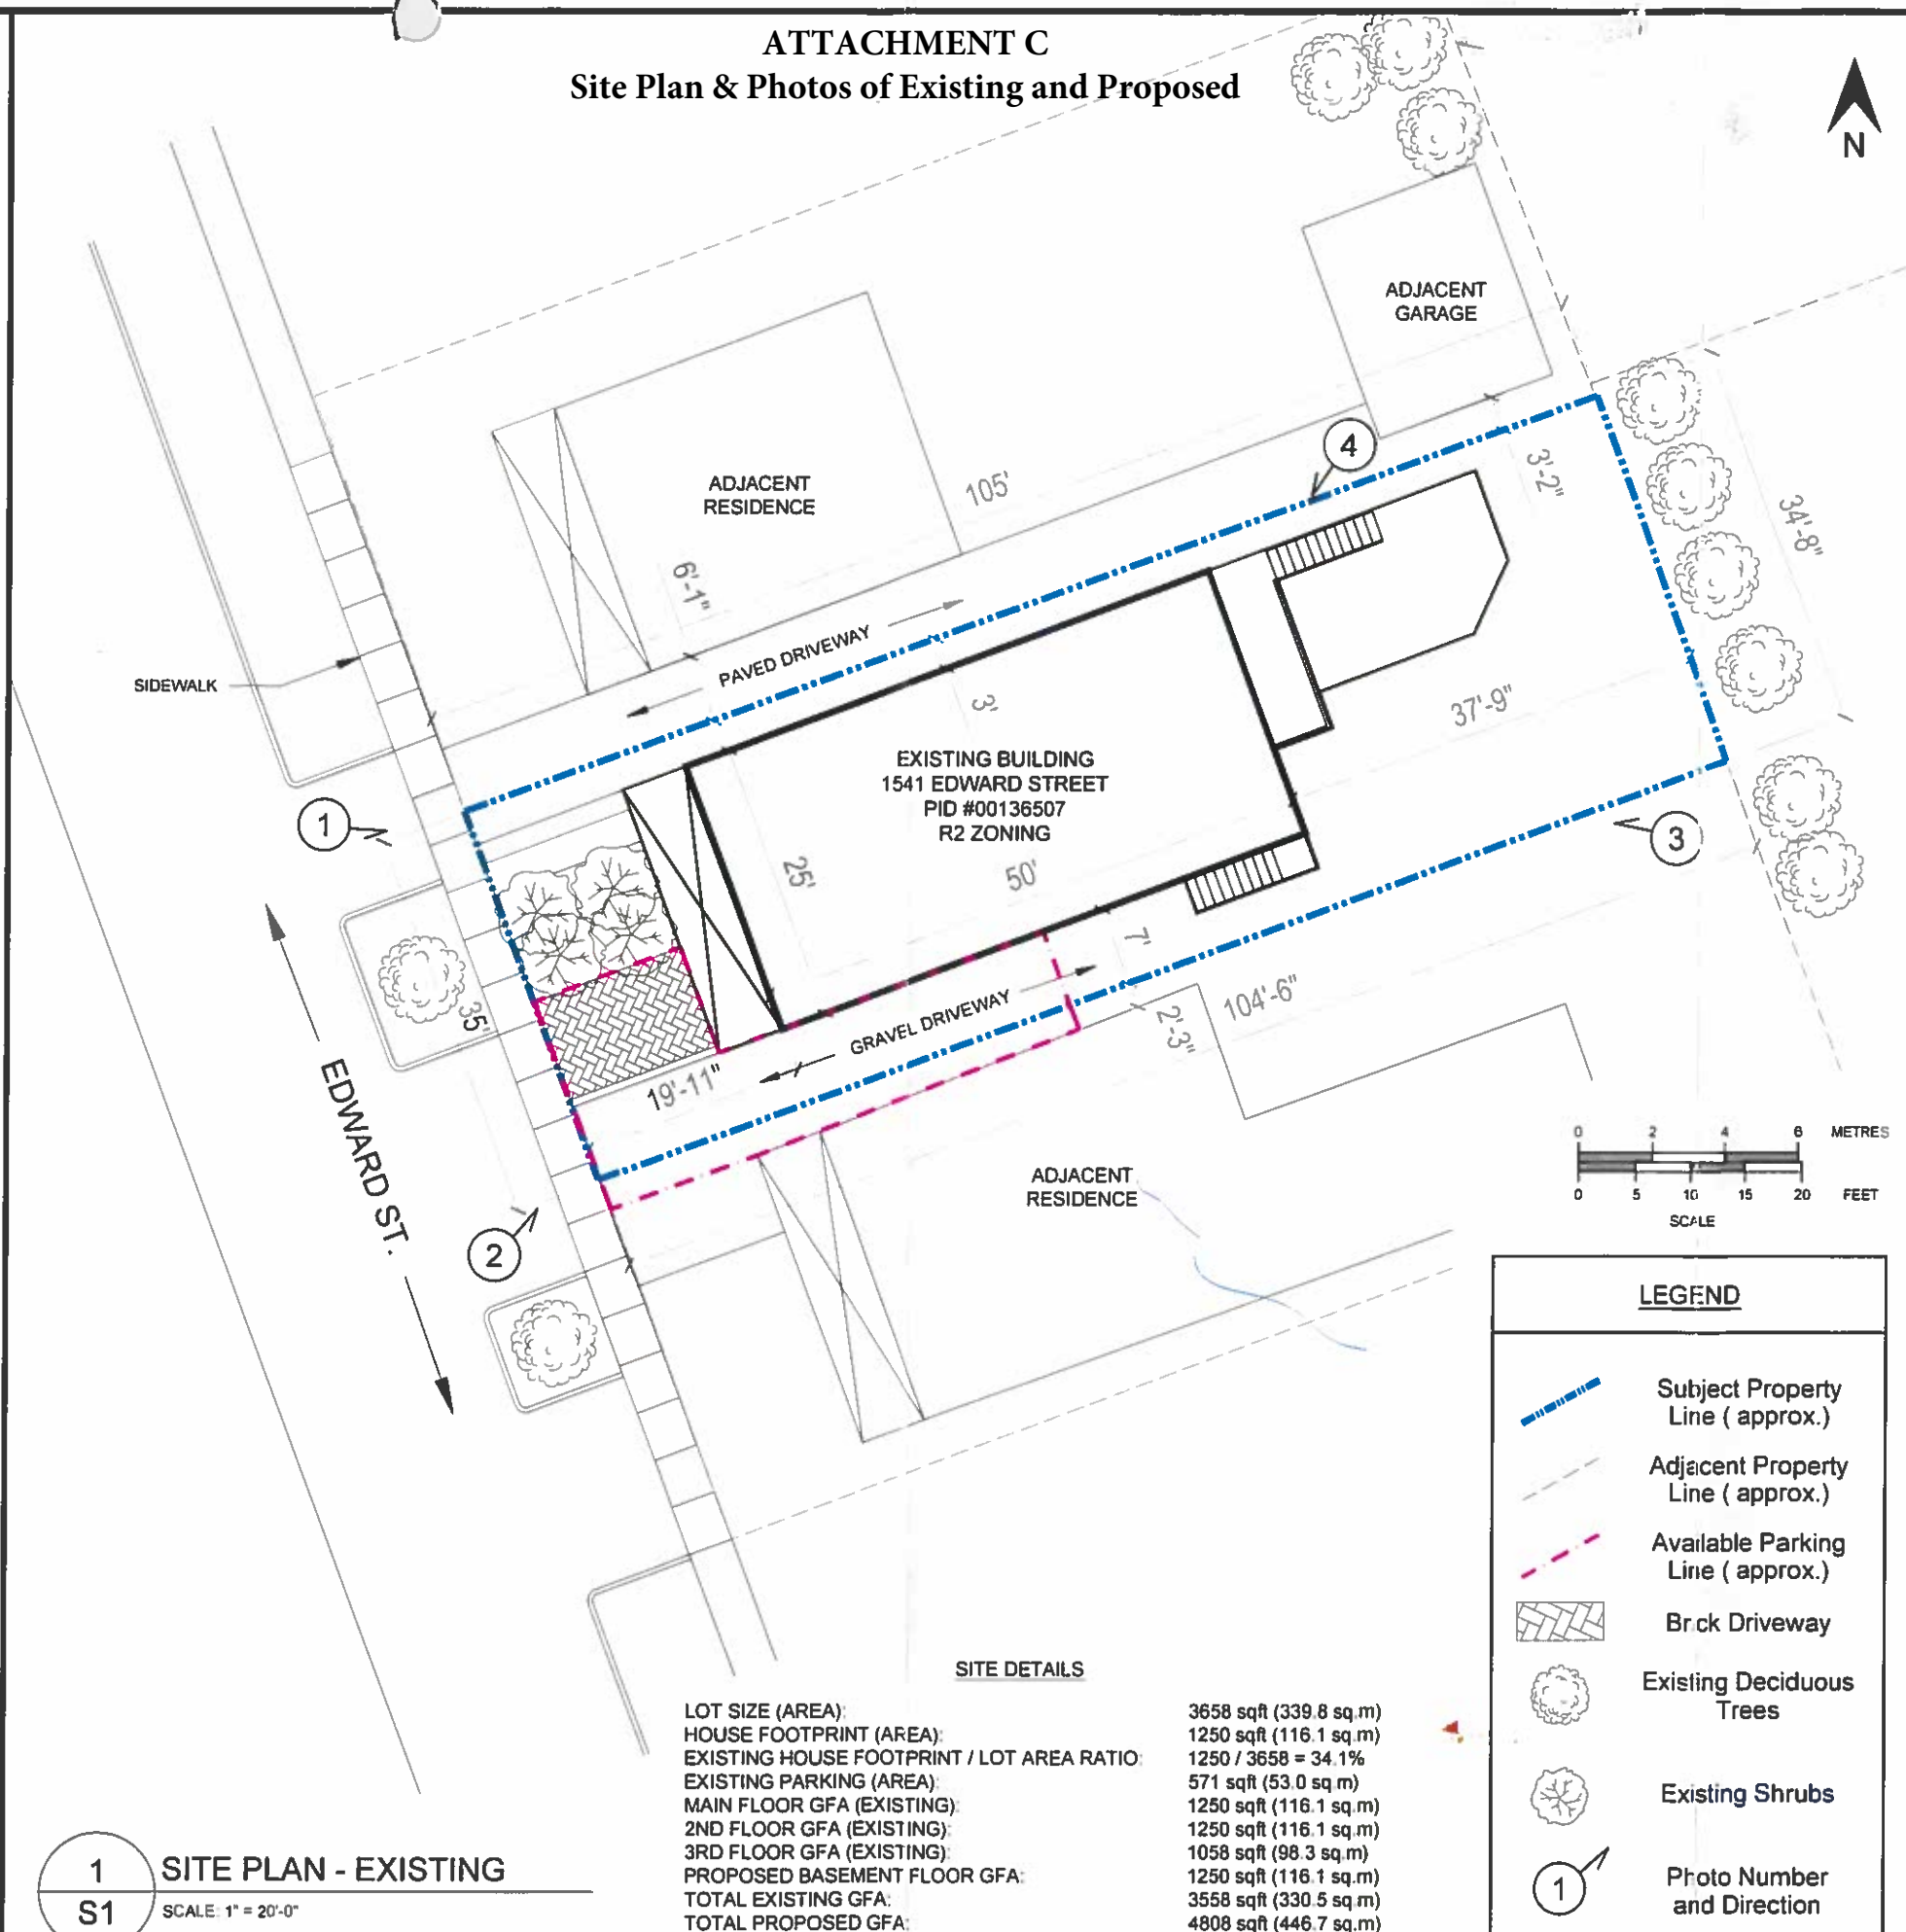 ATTACHMENT C
Site Plan & Photos of Existing and Proposed
N
ADJACENT
GARAGE
4
3'-2"
34'-8"
ADJACENT
RESIDENCE
105'
6'-1"
PAVED DRIVEWAY
SIDEWALK
3'
37'-9"
EXISTING BUILDING
1541 EDWARD STREET
PID #00136507
R2 ZONING
1
3
25'
50'
7'
35'
GRAVEL DRIVEWAY
104'-6"
2'-3"
19'-11"
EDWARD ST.
2
ADJACENT
RESIDENCE
0 2 4 6 METRES
0 5 10 15 20 FEET
SCALE
LEGEND
Subject Property
Line ( approx.)
Adjacent Property
Line ( approx.)
Available Parking
Line ( approx.)
Brick Driveway
Existing Deciduous
Trees
Existing Shrubs
1
Photo Number
and Direction
SITE DETAILS
LOT SIZE (AREA): 3658 sqft (339.8 sq.m)
HOUSE FOOTPRINT (AREA): 1250 sqft (116.1 sq.m)
EXISTING HOUSE FOOTPRINT / LOT AREA RATIO: 1250 / 3658 = 34.1%
EXISTING PARKING (AREA): 571 sqft (53.0 sq.m)
MAIN FLOOR GFA (EXISTING): 1250 sqft (116.1 sq.m)
2ND FLOOR GFA (EXISTING): 1250 sqft (116.1 sq.m)
3RD FLOOR GFA (EXISTING): 1058 sqft (98.3 sq.m)
PROPOSED BASEMENT FLOOR GFA: 1250 sqft (116.1 sq.m)
TOTAL EXISTING GFA: 3558 sqft (330.5 sq.m)
TOTAL PROPOSED GFA: 4808 sqft (446.7 sq.m)
1
S1
SITE PLAN - EXISTING
SCALE: 1" = 20'-0"